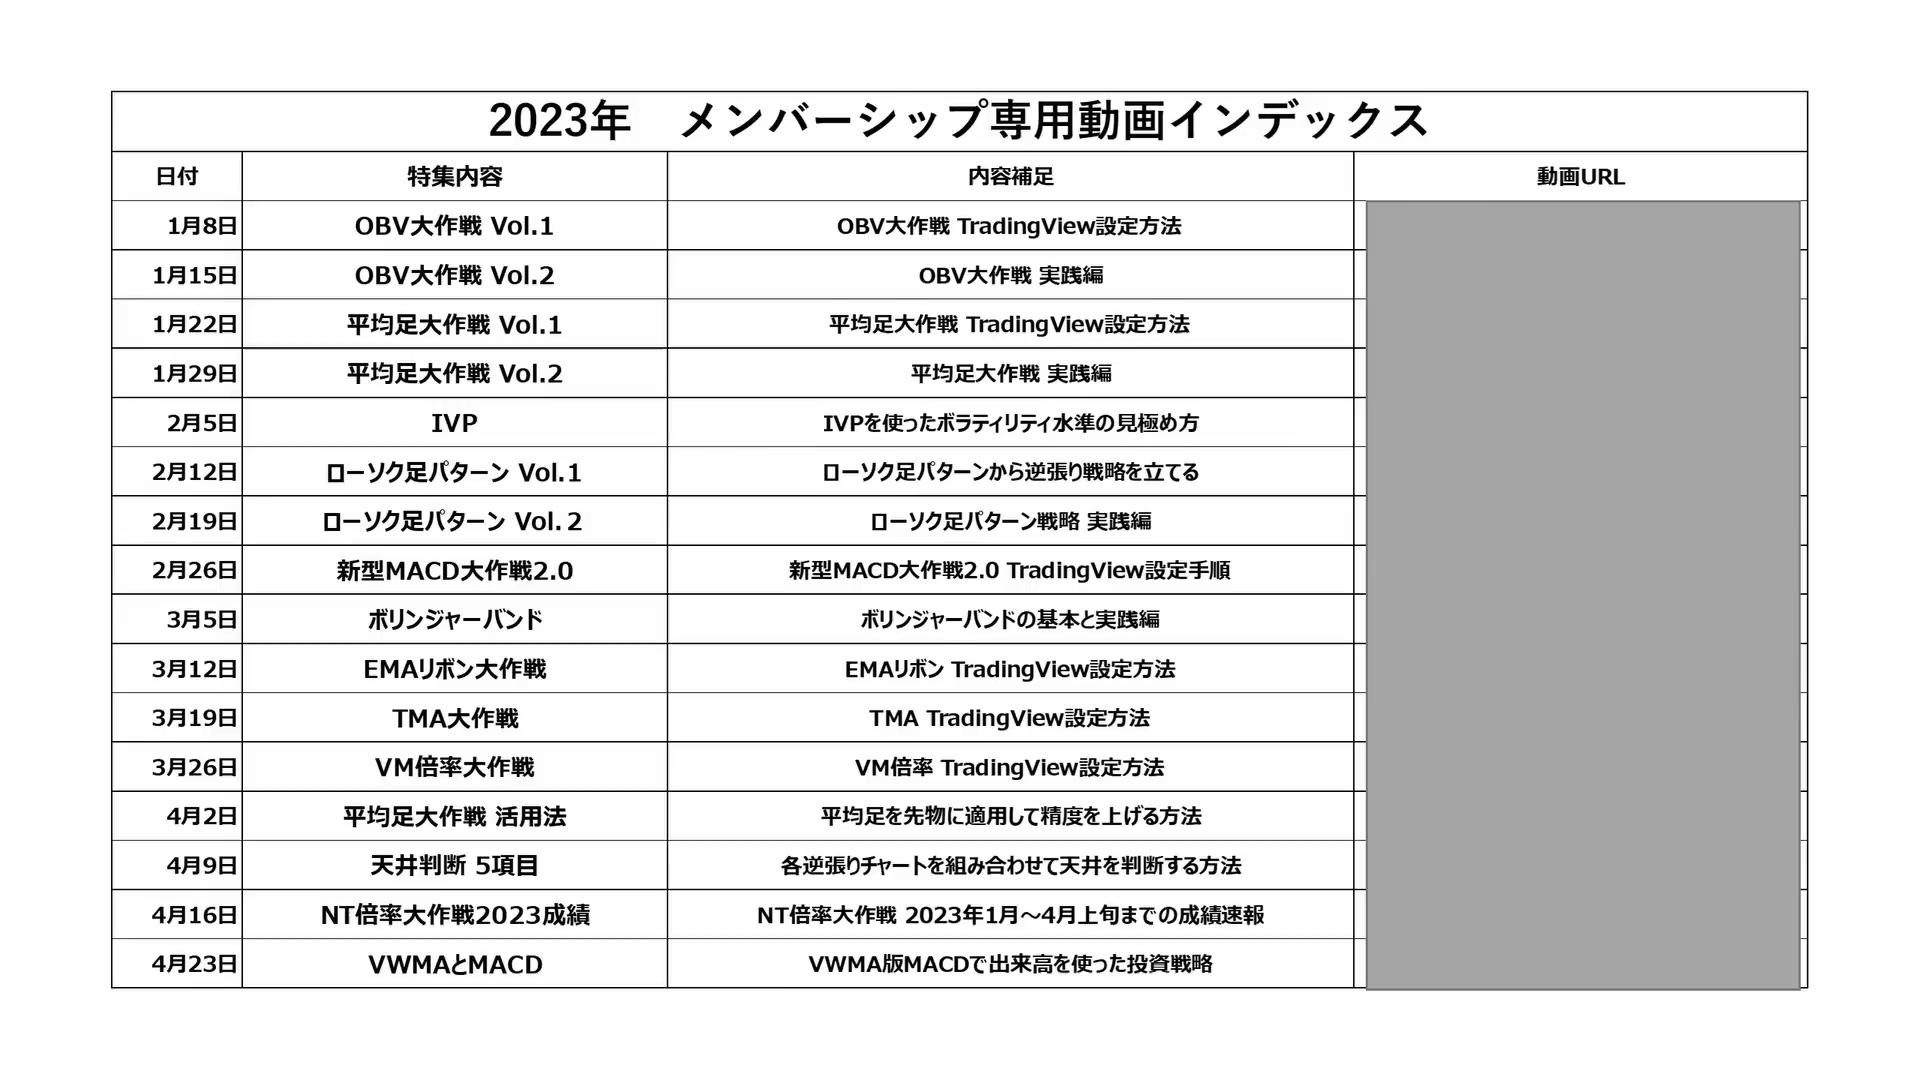 2023年　メンバーシップ専用動画インデックス
日付 特集内容 内容補足 動画URL
1月8日 OBV大作戦 Vol.1 OBV大作戦 TradingView設定方法
1月15日 OBV大作戦 Vol.2 OBV大作戦 実践編
1月22日 平均足大作戦 Vol.1 平均足大作戦 TradingView設定方法
1月29日 平均足大作戦 Vol.2 平均足大作戦 実践編
2月5日 IVP IVPを使ったボラティリティ水準の見極め方
2月12日 ローソク足パターン Vol.1 ローソク足パターンから逆張り戦略を立てる
2月19日 ローソク足パターン Vol.２ ローソク足パターン戦略 実践編
2月26日 新型MACD大作戦2.0 新型MACD大作戦2.0 TradingView設定手順
3月5日 ボリンジャーバンド ボリンジャーバンドの基本と実践編
3月12日 EMAリボン大作戦 EMAリボン TradingView設定方法
3月19日 TMA大作戦 TMA TradingView設定方法
3月26日 VM倍率大作戦 VM倍率 TradingView設定方法
4月2日 平均足大作戦 活用法 平均足を先物に適用して精度を上げる方法
4月9日 天井判断 5項目 各逆張りチャートを組み合わせて天井を判断する方法
4月16日 NT倍率大作戦2023成績 NT倍率大作戦 2023年1月～4月上旬までの成績速報
4月23日 VWMAとMACD VWMA版MACDで出来高を使った投資戦略